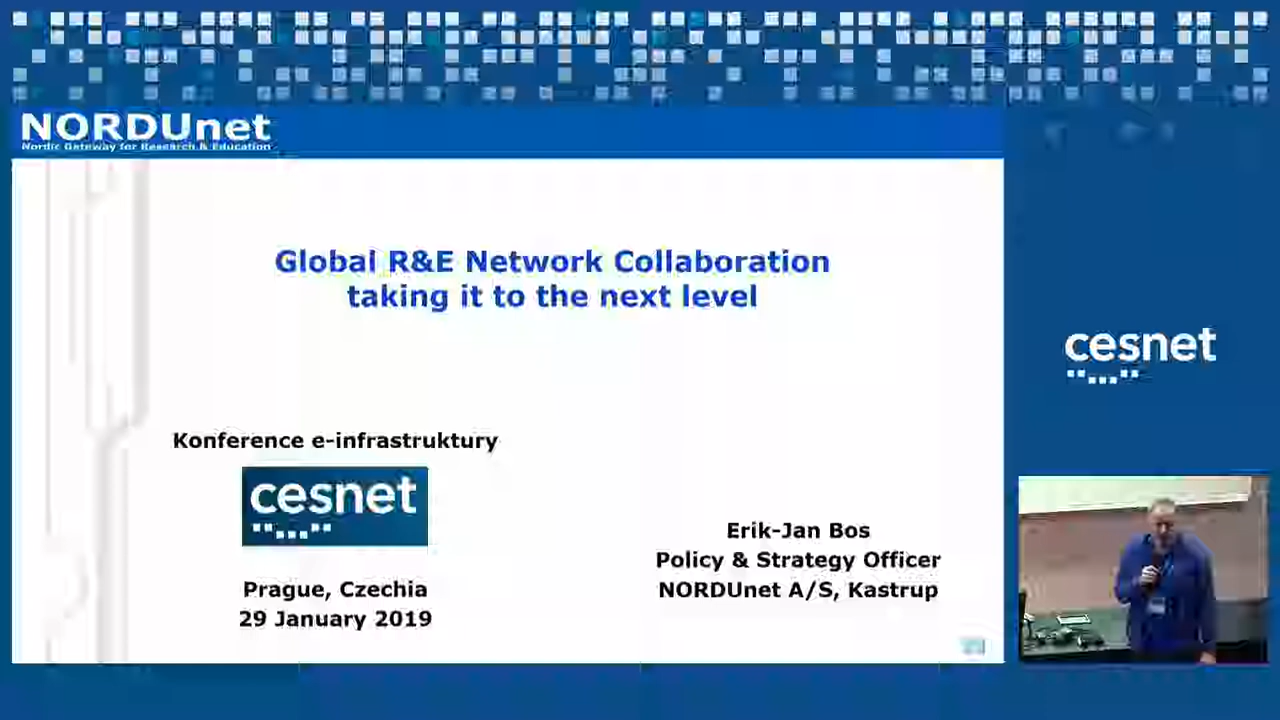 NORDUnet
Nordic Gateway for Research & Education
Global R&E Network Collaboration
taking it to the next level
Konference e-infrastruktury
cesnet
Prague, Czechia
29 January 2019
Erik-Jan Bos
Policy & Strategy Officer
NORDUnet A/S, Kastrup
cesnet